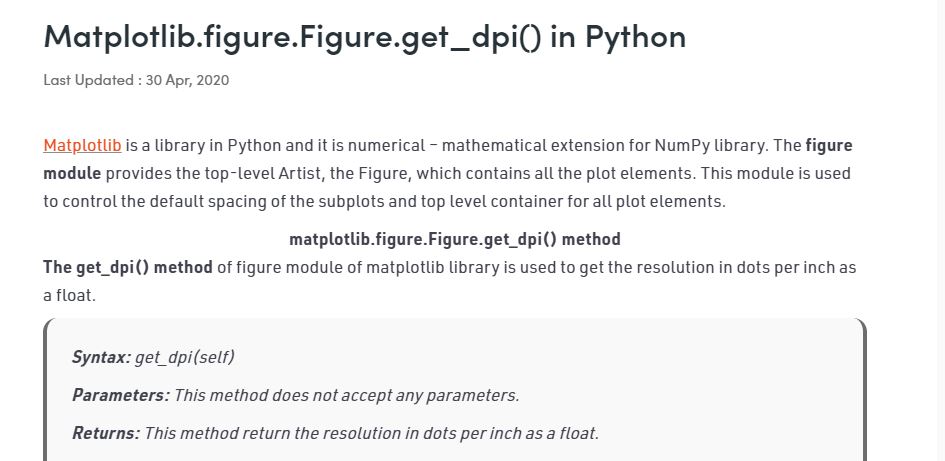 Matplotlib.figure.Figure.get_dpi() in Python
Last Updated : 30 Apr, 2020
Matplotlib is a library in Python and it is numerical – mathematical extension for NumPy library. The figure
module provides the top-level Artist, the Figure, which contains all the plot elements. This module is used
to control the default spacing of the subplots and top level container for all plot elements.
matplotlib.figure.Figure.get_dpi() method
The get_dpi() method of figure module of matplotlib library is used to get the resolution in dots per inch as
a float.
Syntax: get_dpi(self)
Parameters: This method does not accept any parameters.
Returns: This method return the resolution in dots per inch as a float.